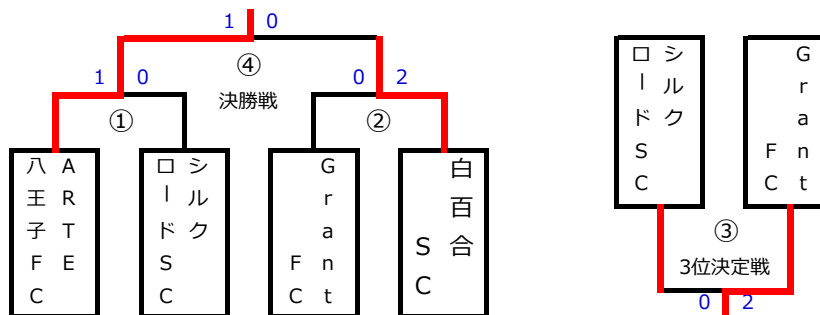 1 0
④
決勝戦
1 0
①
0 2
②
ARTE
八王子FC
シルク
ロードSC
Grant
FC
白百合
SC
シルク
ロードSC
Grant
FC
③
3位決定戦
0 2